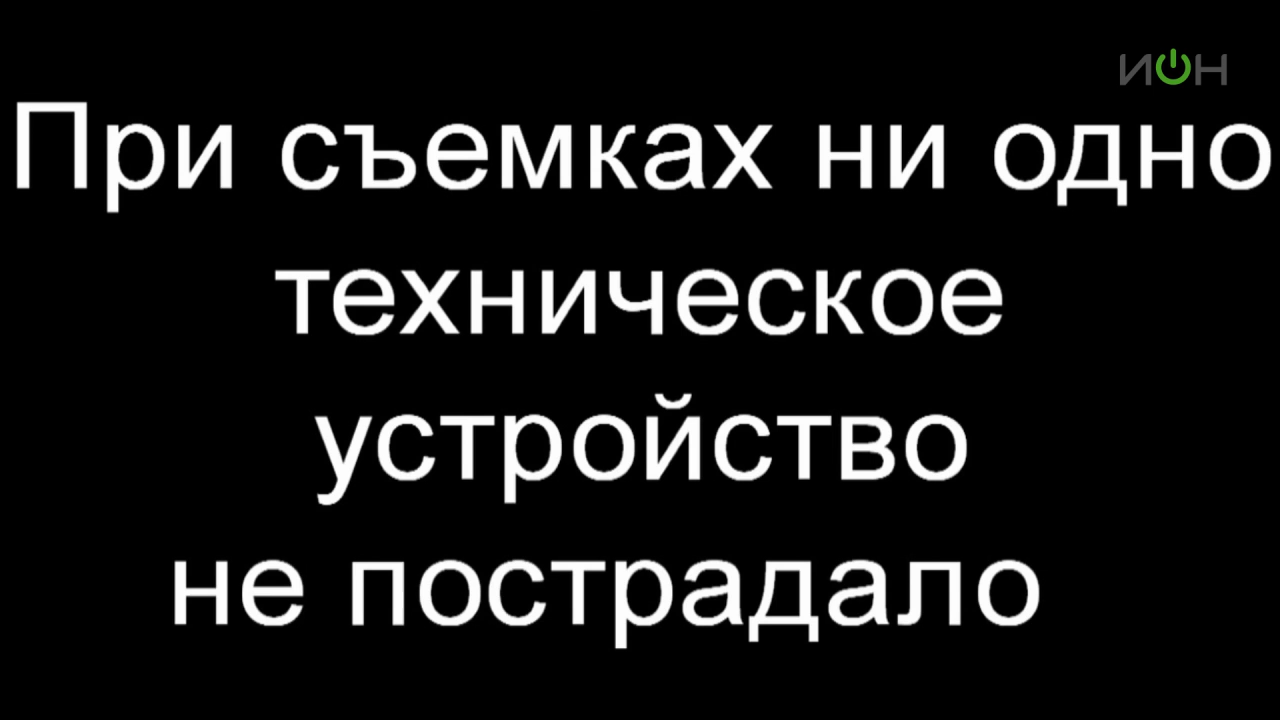 ИОН
При съемках ни одно
техническое
устройство
не пострадало